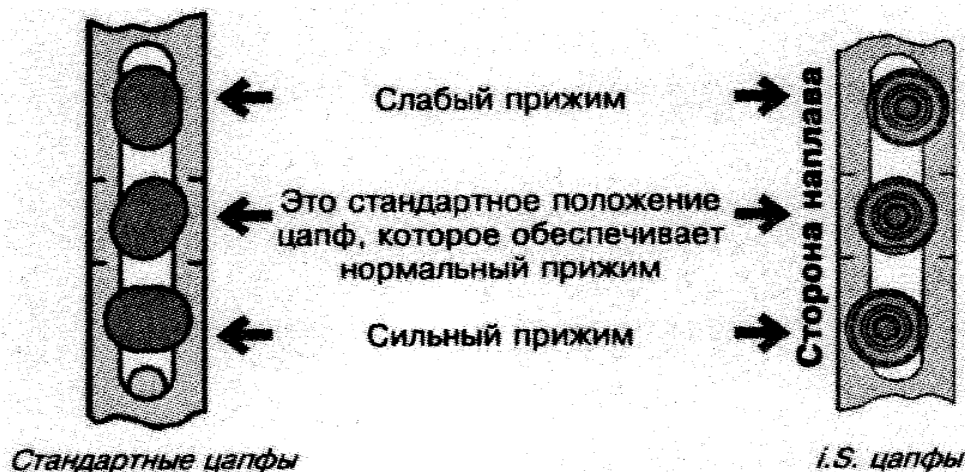 Слабый прижим
Это стандартное положение
цапф, которое обеспечивает
нормальный прижим
Сильный прижим
Сторона наплава
Стандартные цапфы
i.S. цапфы